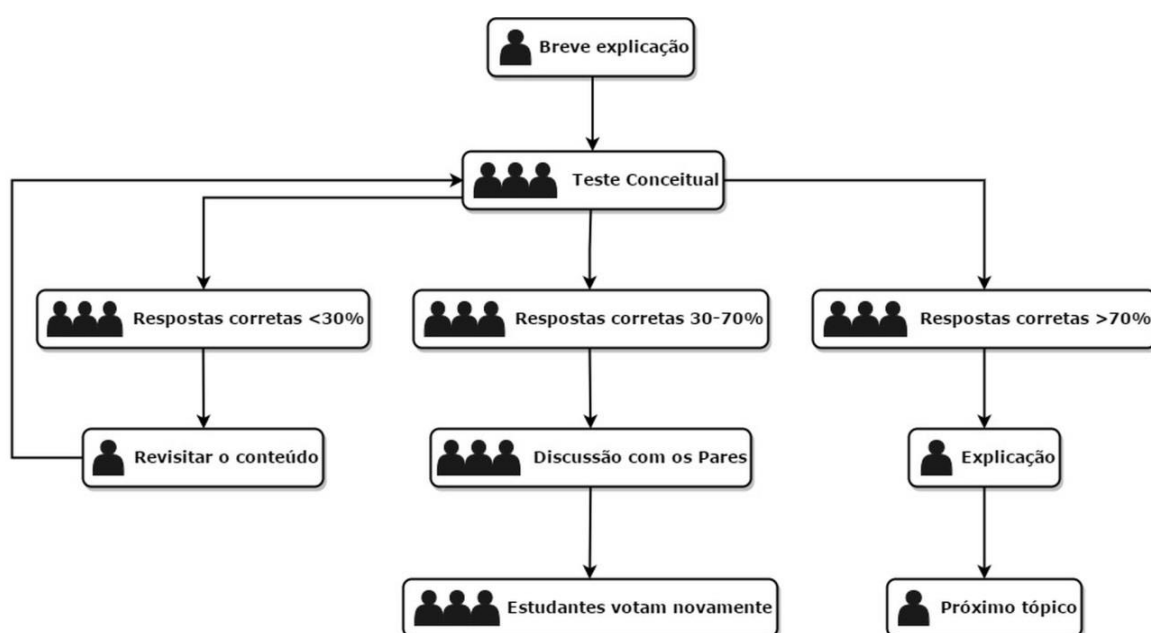 Breve explicação
Teste Conceitual
Respostas corretas <30%
Respostas corretas 30-70%
Respostas corretas >70%
Revisitar o conteúdo
Discussão com os Pares
Explicação
Estudantes votam novamente
Próximo tópico